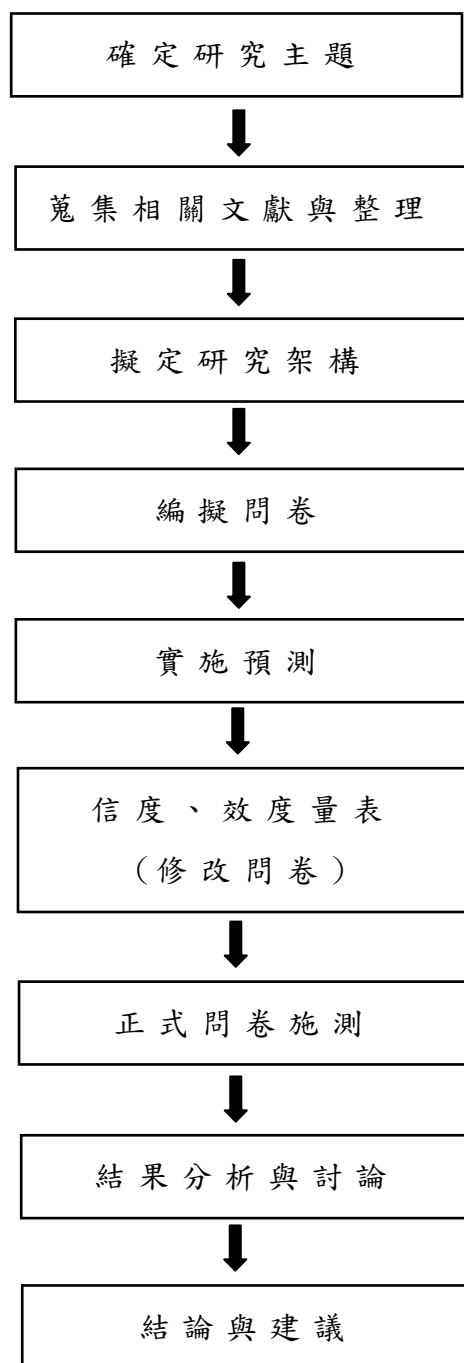 確定研究主題
蒐集相關文獻與整理
擬定研究架構
編擬問卷
實施預測
信度、效度量表
(修改問卷)
正式問卷施測
結果分析與討論
結論與建議